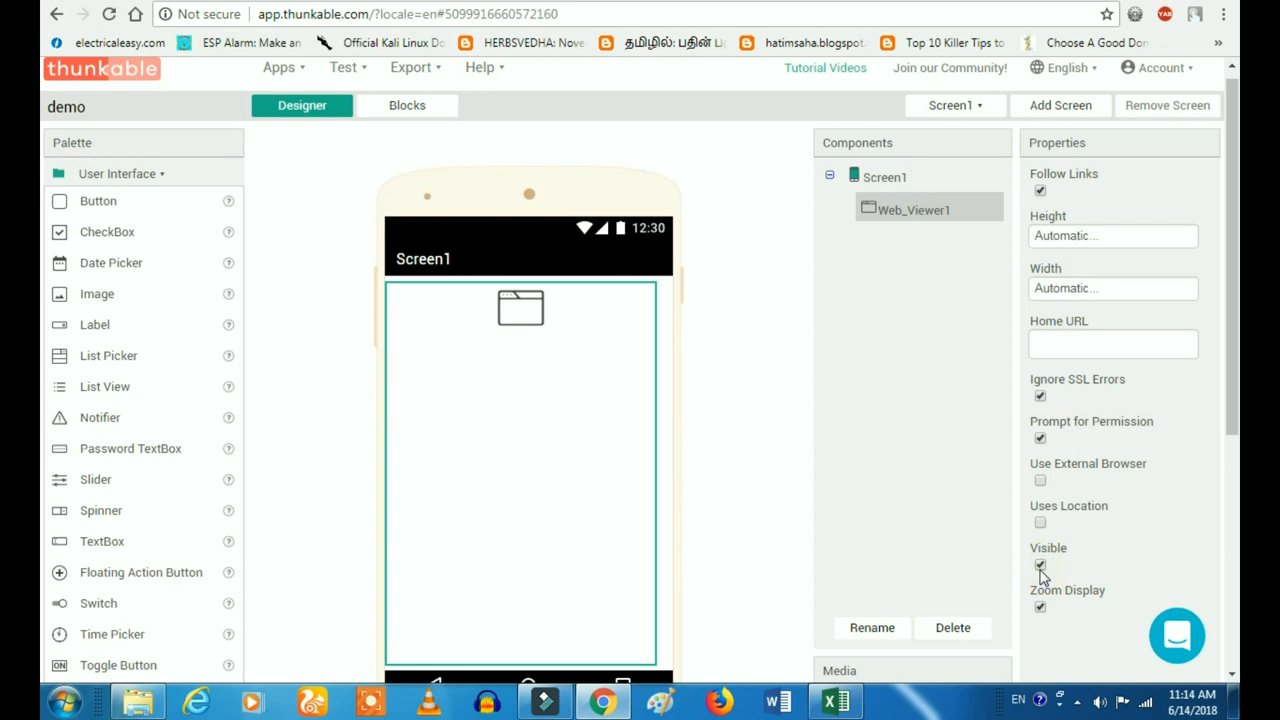 Not secure | app.thunkable.com/?locale=en#5099916660572160
electricaleasy.com ESP Alarm: Make an Official Kali Linux Do HERBSVEDHA: Nove தமிழில்: பதின் ப hatimsaha.blogspot. Top 10 Killer Tips to Choose A Good Don »
thunkable Apps Test Export Help Tutorial Videos Join our Community! English Account
demo Designer Blocks Screen1 Add Screen Remove Screen
Palette
User Interface
Button ?
CheckBox ?
Date Picker ?
Image ?
Label ?
List Picker ?
List View ?
Notifier ?
Password TextBox ?
Slider ?
Spinner ?
TextBox ?
Floating Action Button ?
Switch ?
Time Picker ?
ON Toggle Button ?
12:30
Screen1
Components
Screen1
Web_Viewer1
Rename Delete
Media
Properties
Follow Links
Height
Automatic...
Width
Automatic...
Home URL
Ignore SSL Errors
Prompt for Permission
Use External Browser
Uses Location
Visible
Zoom Display
EN 11:14 AM
6/14/2018